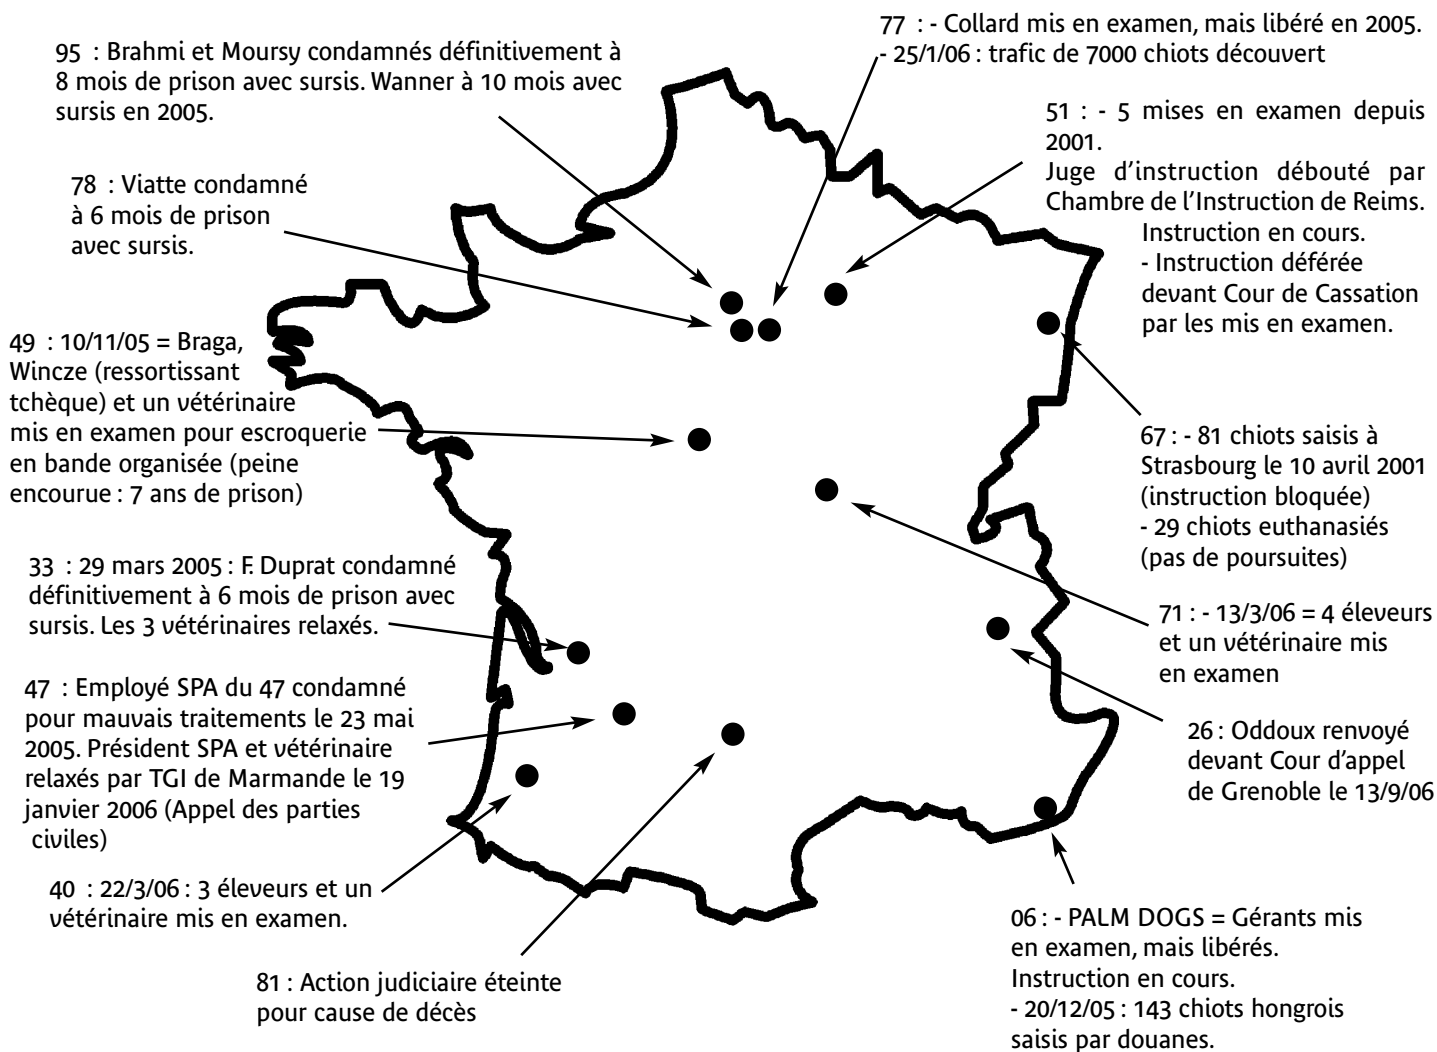 77 : - Collard mis en examen, mais libéré en 2005.
- 25/1/06 : trafic de 7000 chiots découvert
95 : Brahmi et Moursy condamnés définitivement à
8 mois de prison avec sursis. Wanner à 10 mois avec
sursis en 2005.
51 : - 5 mises en examen depuis
2001.
Juge d'instruction débouté par
Chambre de l'Instruction de Reims.
Instruction en cours.
- Instruction déférée
devant Cour de Cassation
par les mis en examen.
78 : Viatte condamné
à 6 mois de prison
avec sursis.
49 : 10/11/05 = Braga,
Wincze (ressortissant
tchèque) et un vétérinaire
mis en examen pour escroquerie
en bande organisée (peine
encourue : 7 ans de prison)
67 : - 81 chiots saisis à
Strasbourg le 10 avril 2001
(instruction bloquée)
- 29 chiots euthanasiés
(pas de poursuites)
33 : 29 mars 2005 : F. Duprat condamné
définitivement à 6 mois de prison avec
sursis. Les 3 vétérinaires relaxés.
71 : - 13/3/06 = 4 éleveurs
et un vétérinaire mis
en examen
47 : Employé SPA du 47 condamné
pour mauvais traitements le 23 mai
2005. Président SPA et vétérinaire
relaxés par TGI de Marmande le 19
janvier 2006 (Appel des parties
civiles)
26 : Oddoux renvoyé
devant Cour d'appel
de Grenoble le 13/9/06
40 : 22/3/06 : 3 éleveurs et un
vétérinaire mis en examen.
06 : - PALM DOGS = Gérants mis
en examen, mais libérés.
Instruction en cours.
- 20/12/05 : 143 chiots hongrois
saisis par douanes.
81 : Action judiciaire éteinte
pour cause de décès